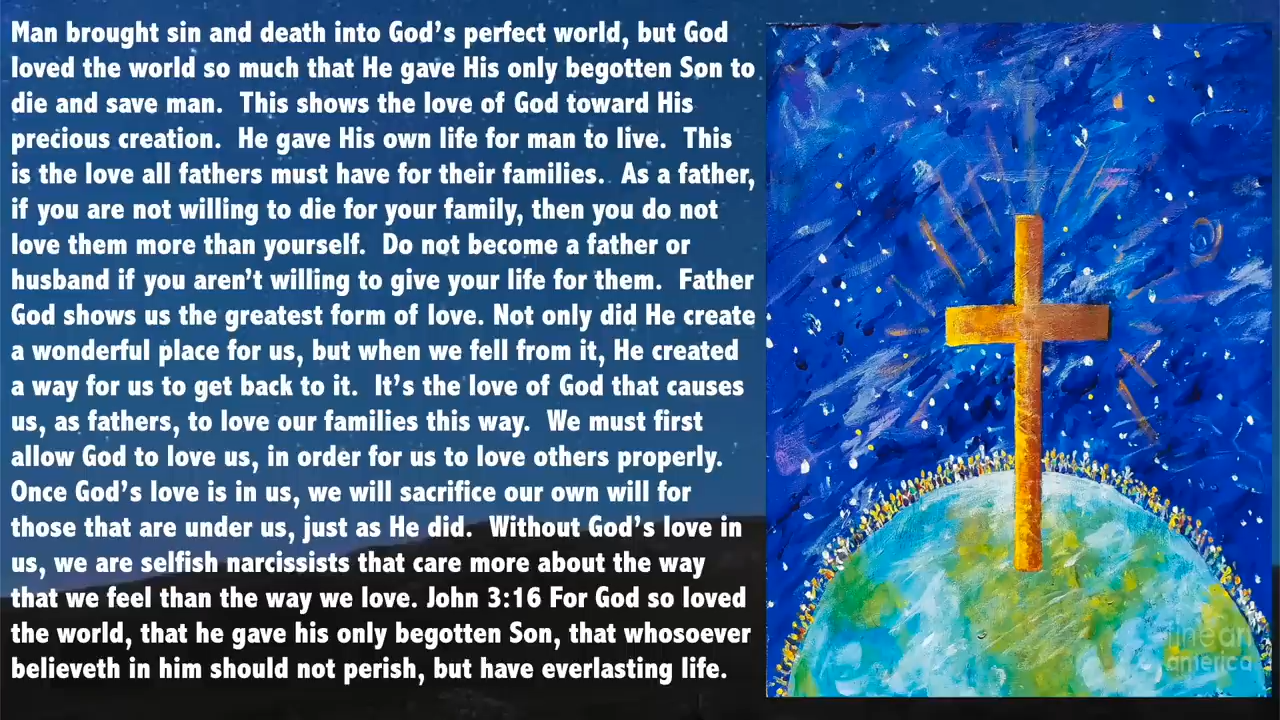 Man brought sin and death into God’s perfect world, but God
loved the world so much that He gave His only begotten Son to
die and save man.  This shows the love of God toward His
precious creation.  He gave His own life for man to live.  This
is the love all fathers must have for their families.  As a father,
if you are not willing to die for your family, then you do not
love them more than yourself.  Do not become a father or
husband if you aren’t willing to give your life for them.  Father
God shows us the greatest form of love. Not only did He create
a wonderful place for us, but when we fell from it, He created
a way for us to get back to it.  It’s the love of God that causes
us, as fathers, to love our families this way.  We must first
allow God to love us, in order for us to love others properly.
Once God’s love is in us, we will sacrifice our own will for
those that are under us, just as He did.  Without God’s love in
us, we are selfish narcissists that care more about the way
that we feel than the way we love. John 3:16 For God so loved
the world, that he gave his only begotten Son, that whosoever
believeth in him should not perish, but have everlasting life.
fine art
america